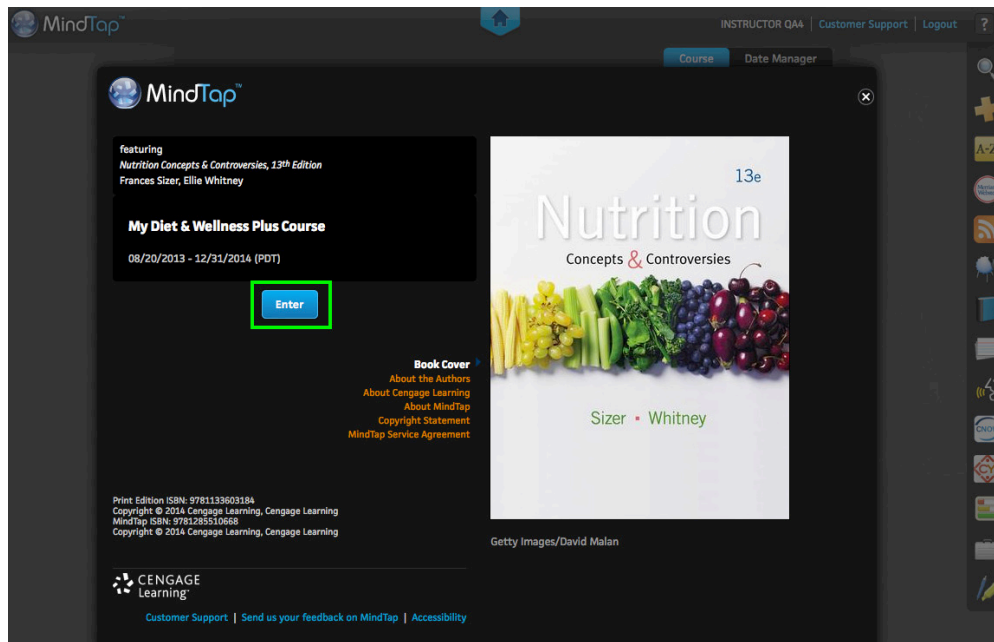 MindTap™
INSTRUCTOR QA4 | Customer Support | Logout ?
Course Date Manager
MindTap™
featuring
Nutrition Concepts & Controversies, 13th Edition
Frances Sizer, Ellie Whitney
My Diet & Wellness Plus Course
08/20/2013 - 12/31/2014 (PDT)
Enter
Book Cover
About the Authors
About Cengage Learning
About MindTap
Copyright Statement
MindTap Service Agreement
Print Edition ISBN: 9781133603184
Copyright © 2014 Cengage Learning, Cengage Learning
MindTap ISBN: 9781285510668
Copyright © 2014 Cengage Learning, Cengage Learning
CENGAGE
Learning™
Customer Support | Send us your feedback on MindTap | Accessibility
13e
Nutrition
Concepts & Controversies
Sizer • Whitney
Getty Images/David Malan
A-Z
CNOW